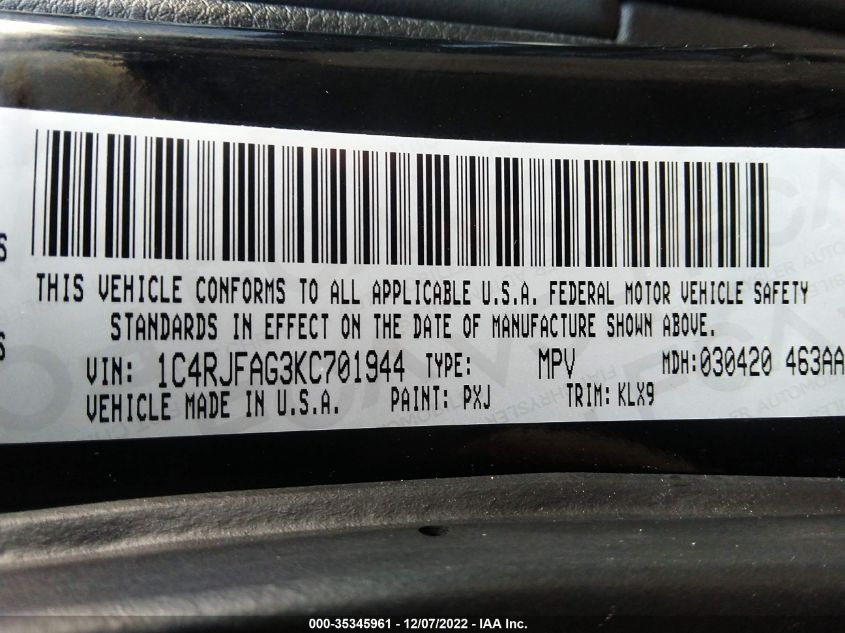 THIS VEHICLE CONFORMS TO ALL APPLICABLE U.S.A. FEDERAL MOTOR VEHICLE SAFETY
STANDARDS IN EFFECT ON THE DATE OF MANUFACTURE SHOWN ABOVE.
VIN: 1C4RJFAG3KC701944 TYPE: MPV MDH:030420 463AA
VEHICLE MADE IN U.S.A. PAINT: PXJ TRIM: KLX9
000-35345961 - 12/07/2022 - IAA Inc.